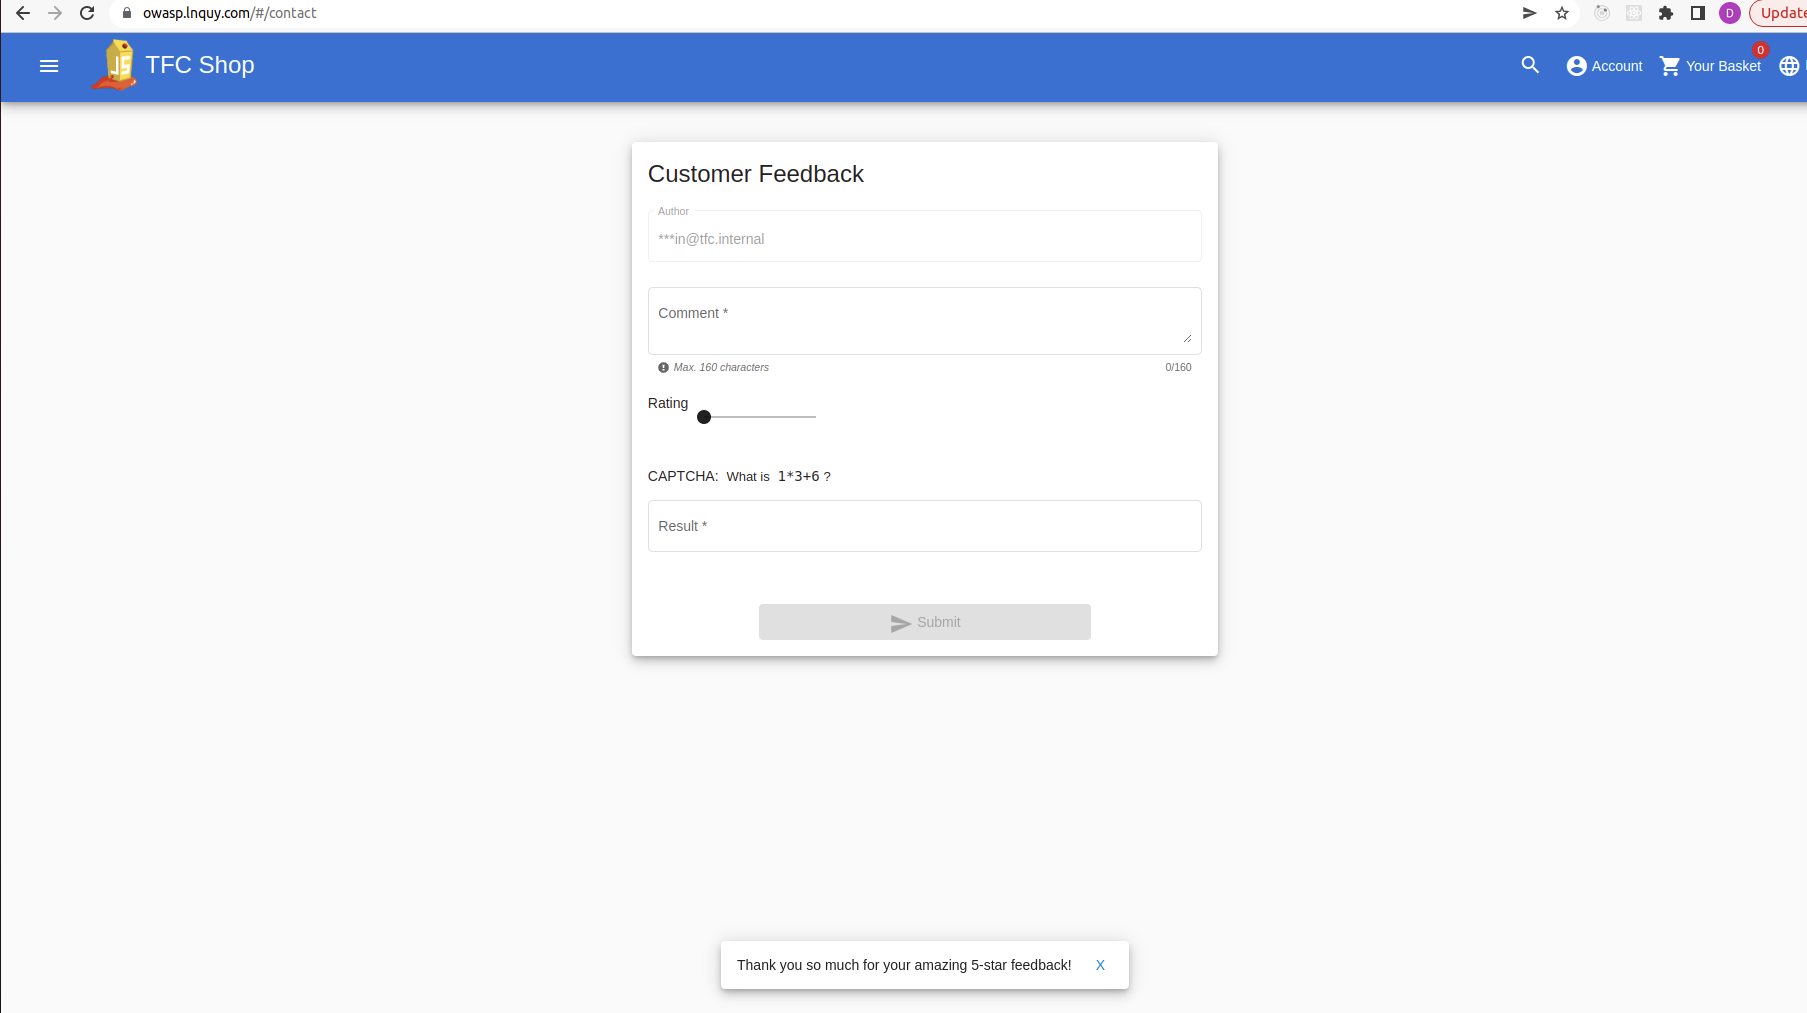 owasp.lnquy.com/#/contact
D
Update
JS
TFC Shop
Account
0
Your Basket
Customer Feedback
Author
***in@tfc.internal
Comment *
Max. 160 characters
0/160
Rating
CAPTCHA: What is 1*3+6 ?
Result *
Submit
Thank you so much for your amazing 5-star feedback! X